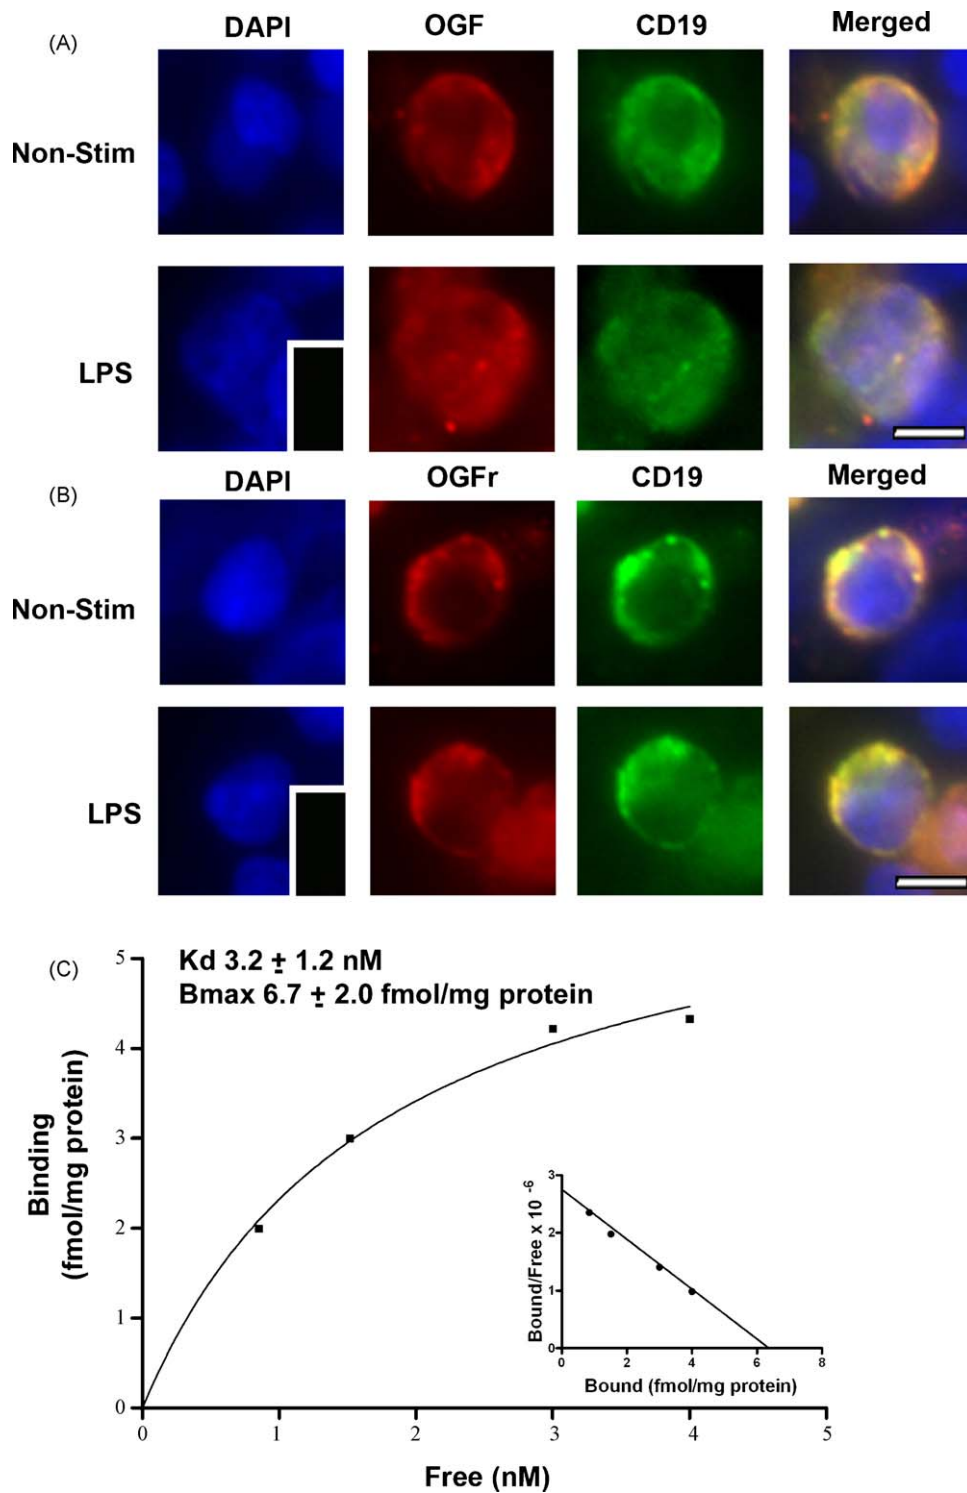 (A)
DAPI OGF CD19 Merged
Non-Stim
LPS
(B)
DAPI OGFr CD19 Merged
Non-Stim
LPS
(C)
Kd 3.2 ± 1.2 nM
Bmax 6.7 ± 2.0 fmol/mg protein
Binding
(fmol/mg protein)
5
4
3
2
1
0
0 1 2 3 4 5
Free (nM)
Bound/Free x 10 -6
3
2
1
0
0 2 4 6 8
Bound (fmol/mg protein)